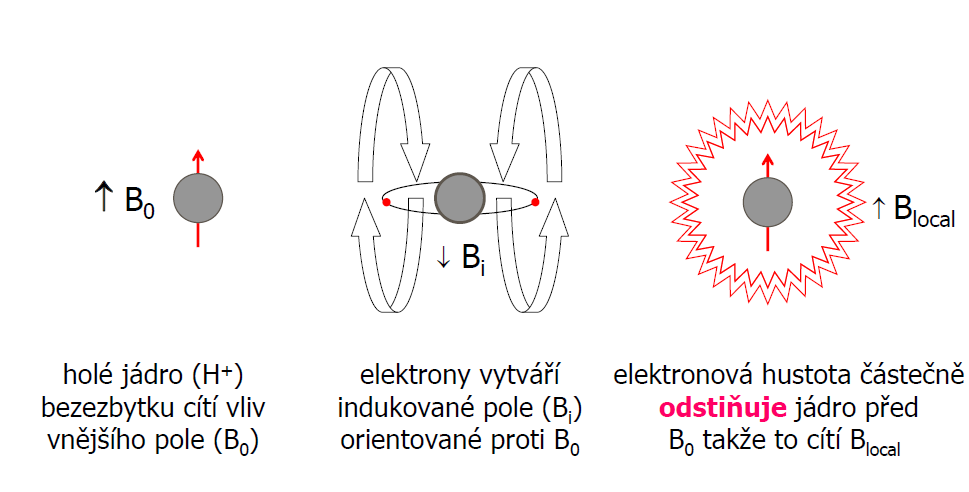 ↑ B₀
↓ Bᵢ
↑ Blocal
holé jádro (H⁺)
bezezbytku cítí vliv
vnějšího pole (B₀)
elektrony vytváří
indukované pole (Bᵢ)
orientované proti B₀
elektronová hustota částečně
odstiňuje jádro před
B₀ takže to cítí Blocal